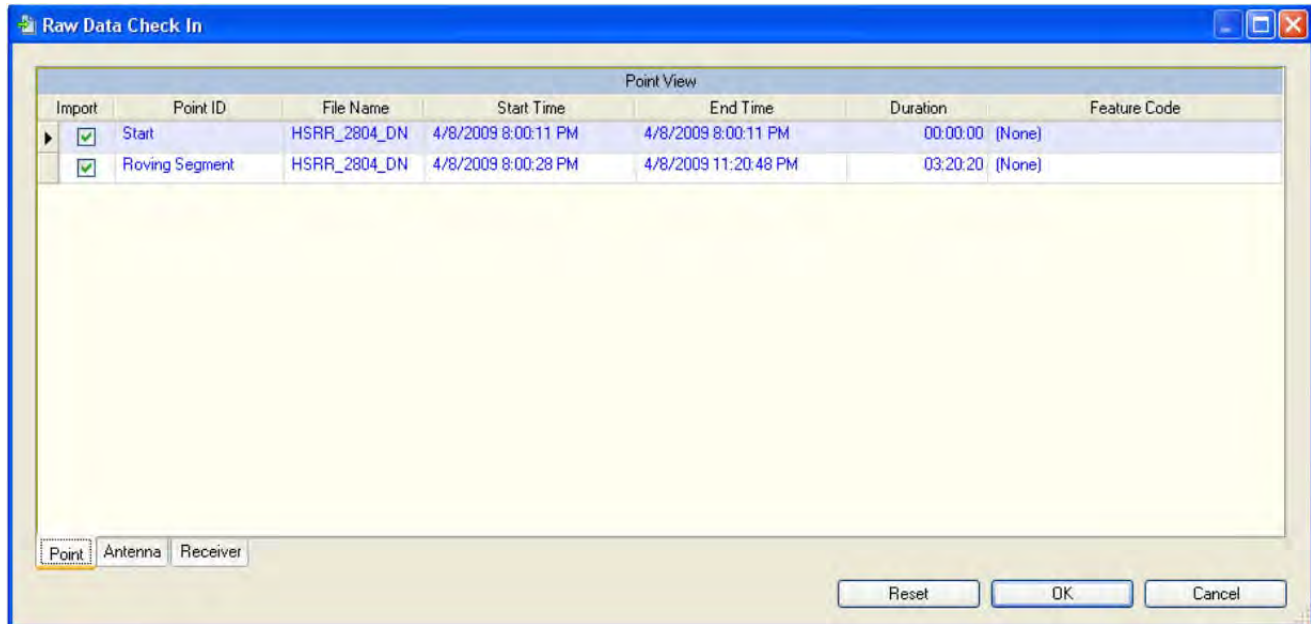 Raw Data Check In
Point View
Import Point ID File Name Start Time End Time Duration Feature Code
Start HSRR_2804_DN 4/8/2009 8:00:11 PM 4/8/2009 8:00:11 PM 00:00:00 (None)
Roving Segment HSRR_2804_DN 4/8/2009 8:00:28 PM 4/8/2009 11:20:48 PM 03:20:20 (None)
Point Antenna Receiver
Reset OK Cancel